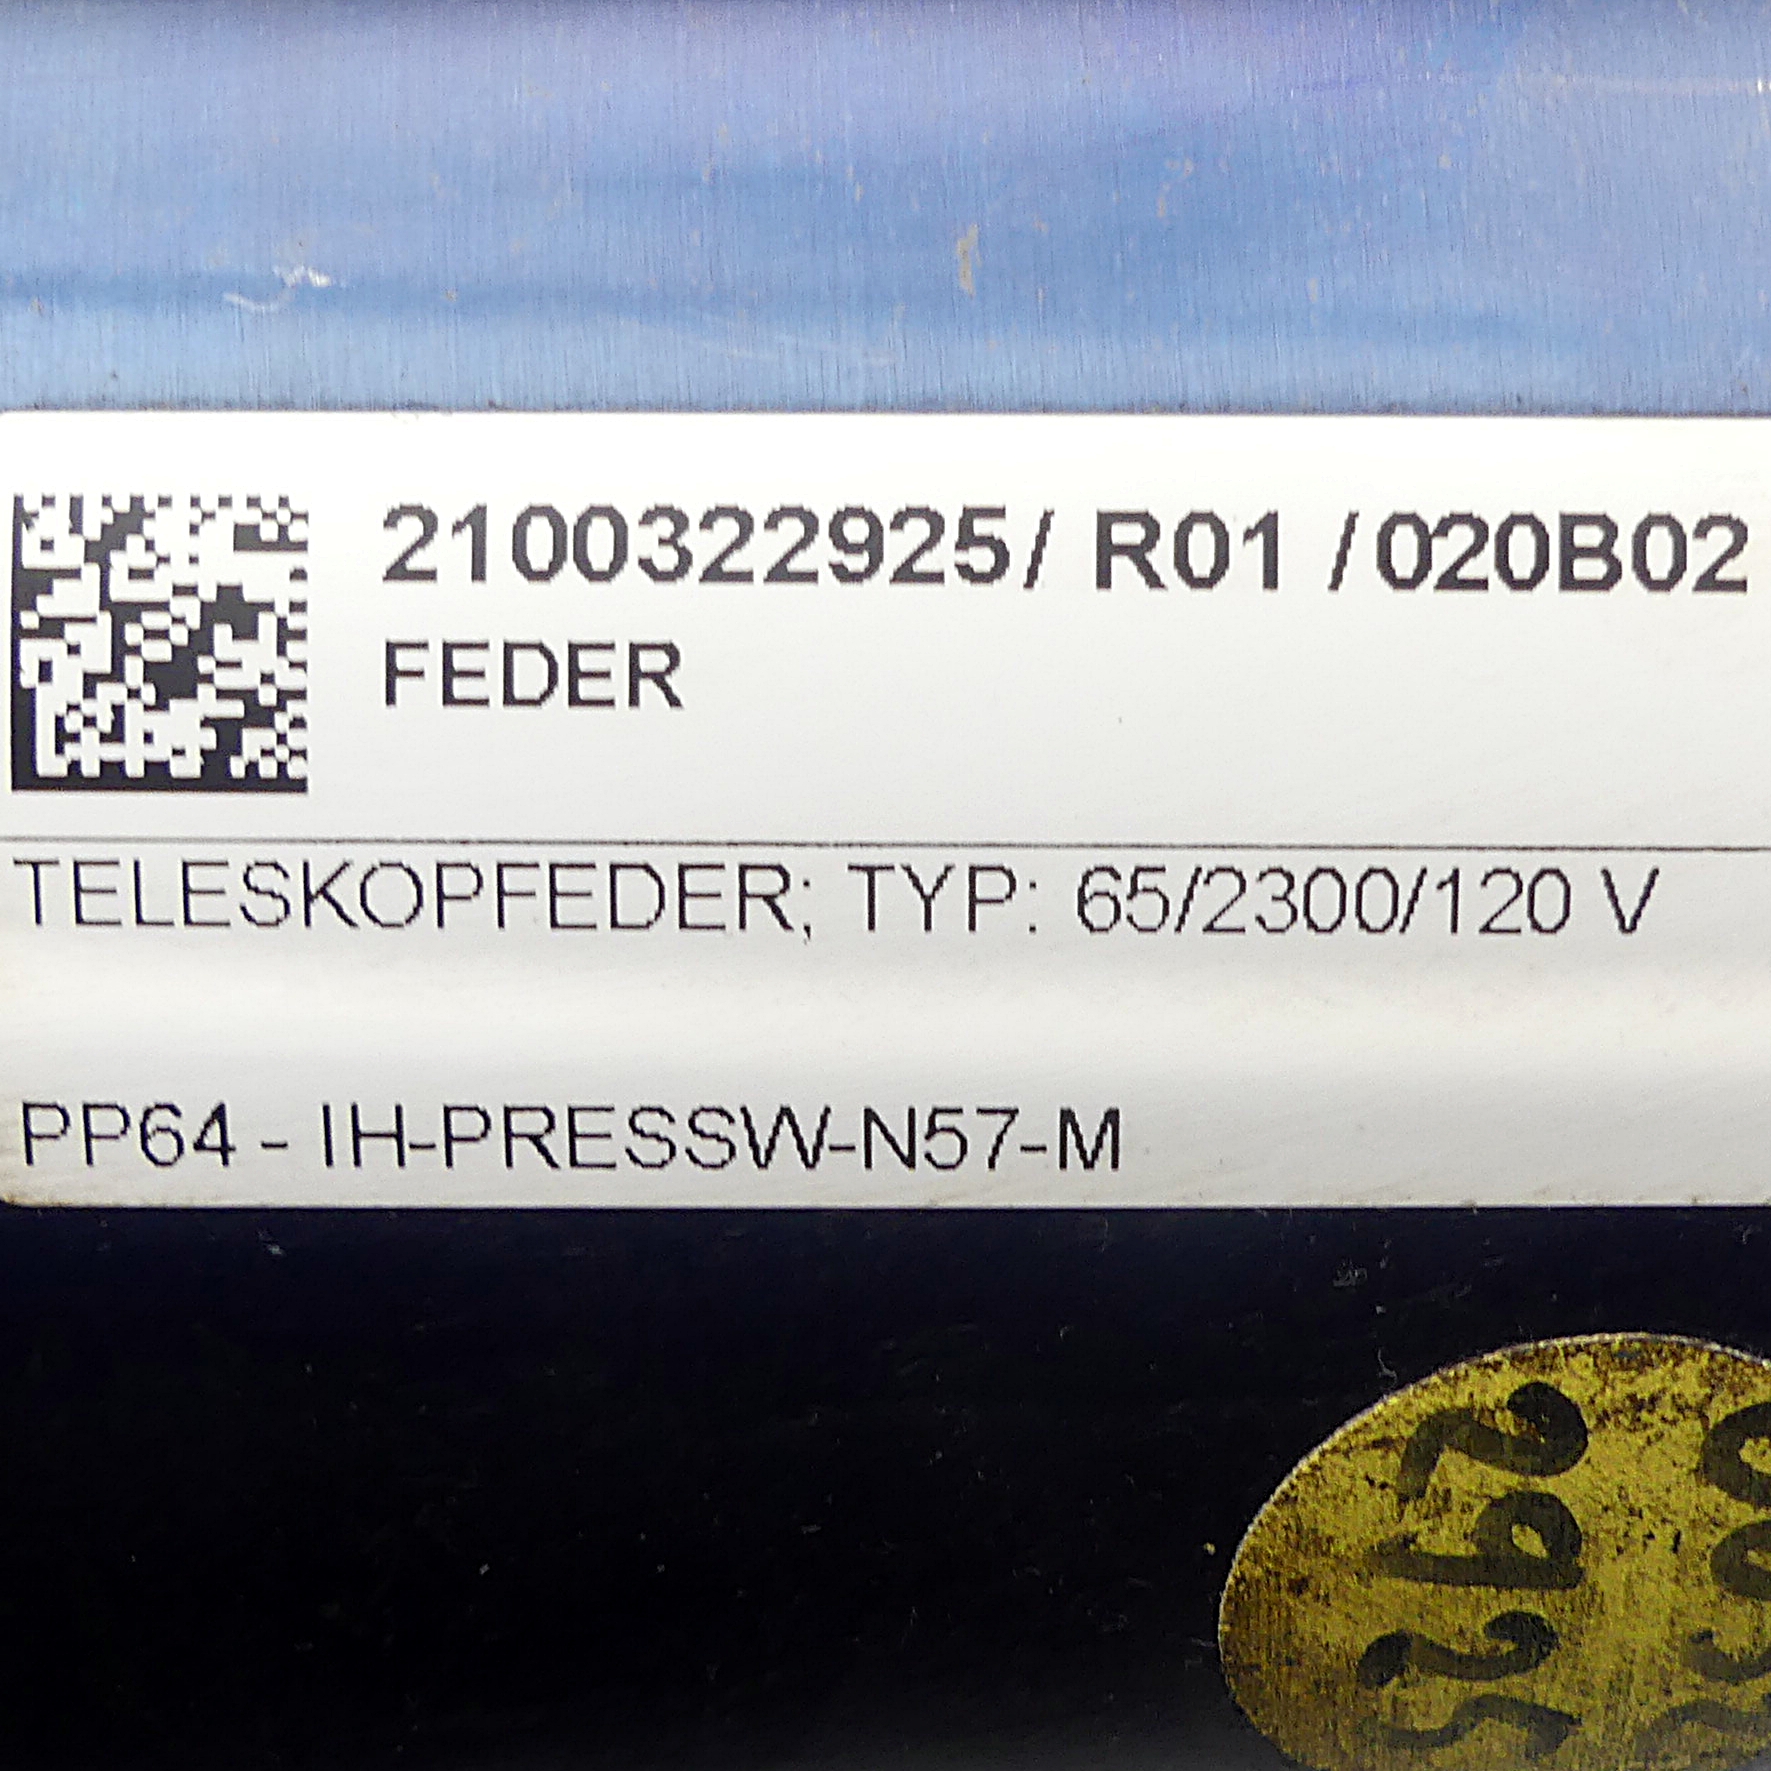 2100322925/ R01 /020B02
FEDER
TELESKOPFEDER; TYP: 65/2300/120 V
PP64 - IH-PRESSW-N57-M